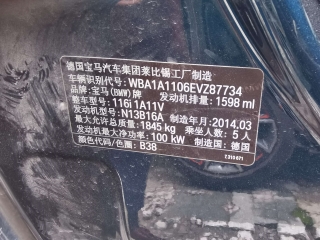 德国宝马汽车集团莱比锡工厂制造
车辆识别代号: WBA1A1106EVZ87734
品牌: 宝马(BMW)牌 发动机排量: 1598 ml
整车型号: 116i 1A11V
发动机型号: N13B16A 制造年月: 2014.03
最大允许总质量: 1845 kg 乘坐人数: 5 人
发动机最大净功率: 100 kW 制造国: 德国
颜色代码/色彩: B38
7 310 671